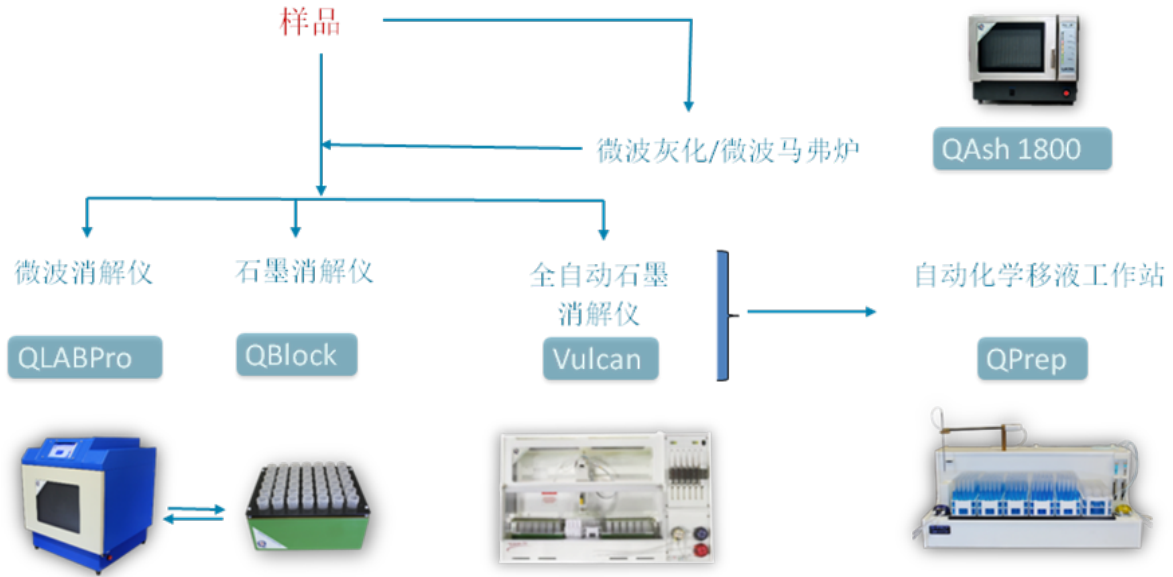 样品
微波灰化/微波马弗炉
QAsh 1800
微波消解仪
石墨消解仪
全自动石墨
消解仪
自动化学移液工作站
QLABPro
QBlock
Vulcan
QPrep